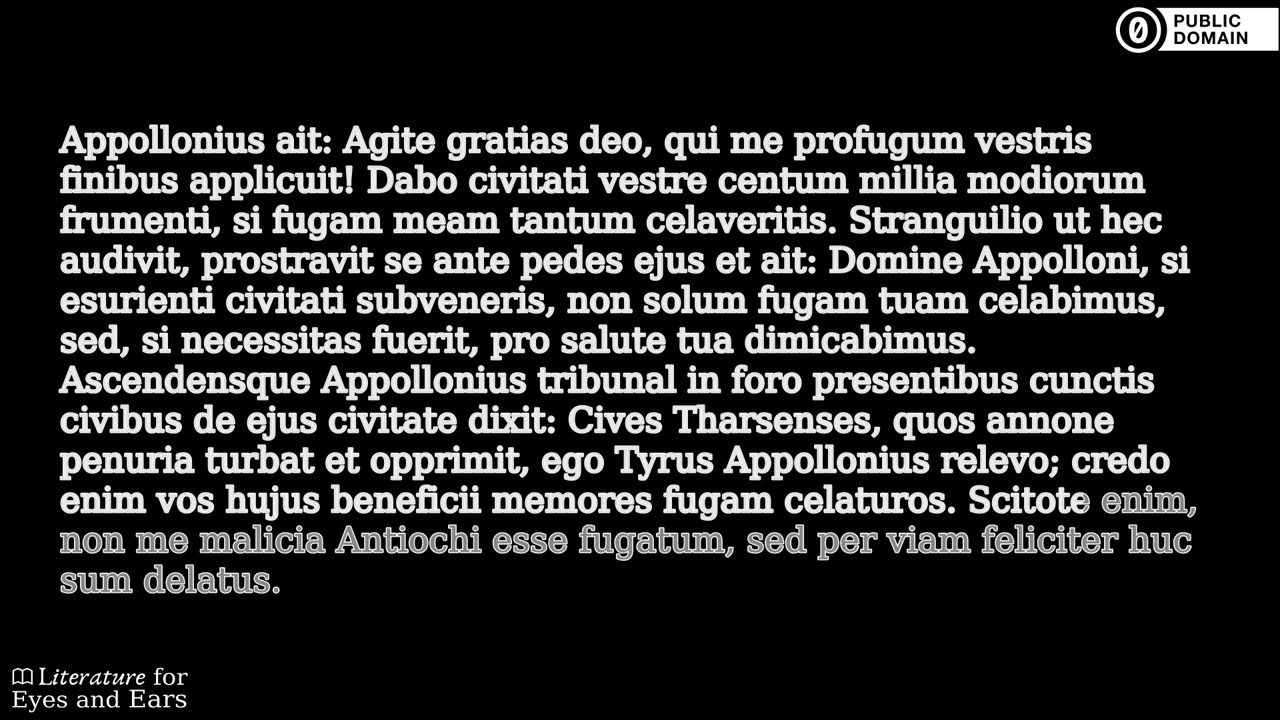 PUBLIC
DOMAIN
Appollonius ait: Agite gratias deo, qui me profugum vestris
finibus applicuit! Dabo civitati vestre centum millia modiorum
frumenti, si fugam meam tantum celaveritis. Stranguilio ut hec
audivit, prostravit se ante pedes ejus et ait: Domine Appolloni, si
esurienti civitati subveneris, non solum fugam tuam celabimus,
sed, si necessitas fuerit, pro salute tua dimicabimus.
Ascendensque Appollonius tribunal in foro presentibus cunctis
civibus de ejus civitate dixit: Cives Tharsenses, quos annone
penuria turbat et opprimit, ego Tyrus Appollonius relevo; credo
enim vos hujus beneficii memores fugam celaturos. Scitote enim,
non me malicia Antiochi esse fugatum, sed per viam feliciter huc
sum delatus.
Literature for
Eyes and Ears